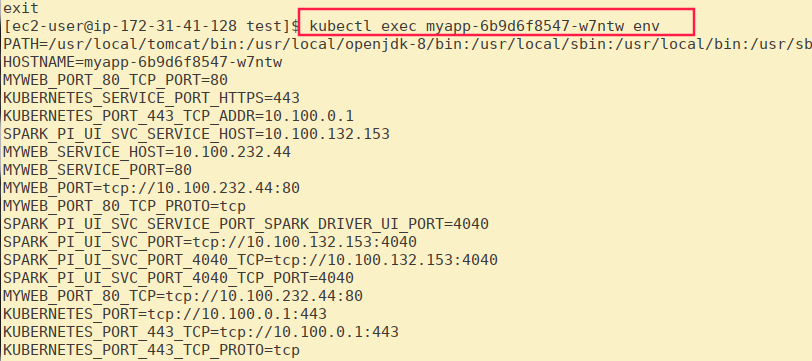 exit
[ec2-user@ip-172-31-41-128 test]$ kubectl exec myapp-6b9d6f8547-w7ntw env
PATH=/usr/local/tomcat/bin:/usr/local/openjdk-8/bin:/usr/local/sbin:/usr/local/bin:/usr/sb
HOSTNAME=myapp-6b9d6f8547-w7ntw
MYWEB_PORT_80_TCP_PORT=80
KUBERNETES_SERVICE_PORT_HTTPS=443
KUBERNETES_PORT_443_TCP_ADDR=10.100.0.1
SPARK_PI_UI_SVC_SERVICE_HOST=10.100.132.153
MYWEB_SERVICE_HOST=10.100.232.44
MYWEB_SERVICE_PORT=80
MYWEB_PORT=tcp://10.100.232.44:80
MYWEB_PORT_80_TCP_PROTO=tcp
SPARK_PI_UI_SVC_SERVICE_PORT_SPARK_DRIVER_UI_PORT=4040
SPARK_PI_UI_SVC_PORT=tcp://10.100.132.153:4040
SPARK_PI_UI_SVC_PORT_4040_TCP=tcp://10.100.132.153:4040
SPARK_PI_UI_SVC_PORT_4040_TCP_PORT=4040
MYWEB_PORT_80_TCP=tcp://10.100.232.44:80
KUBERNETES_PORT=tcp://10.100.0.1:443
KUBERNETES_PORT_443_TCP=tcp://10.100.0.1:443
KUBERNETES_PORT_443_TCP_PROTO=tcp